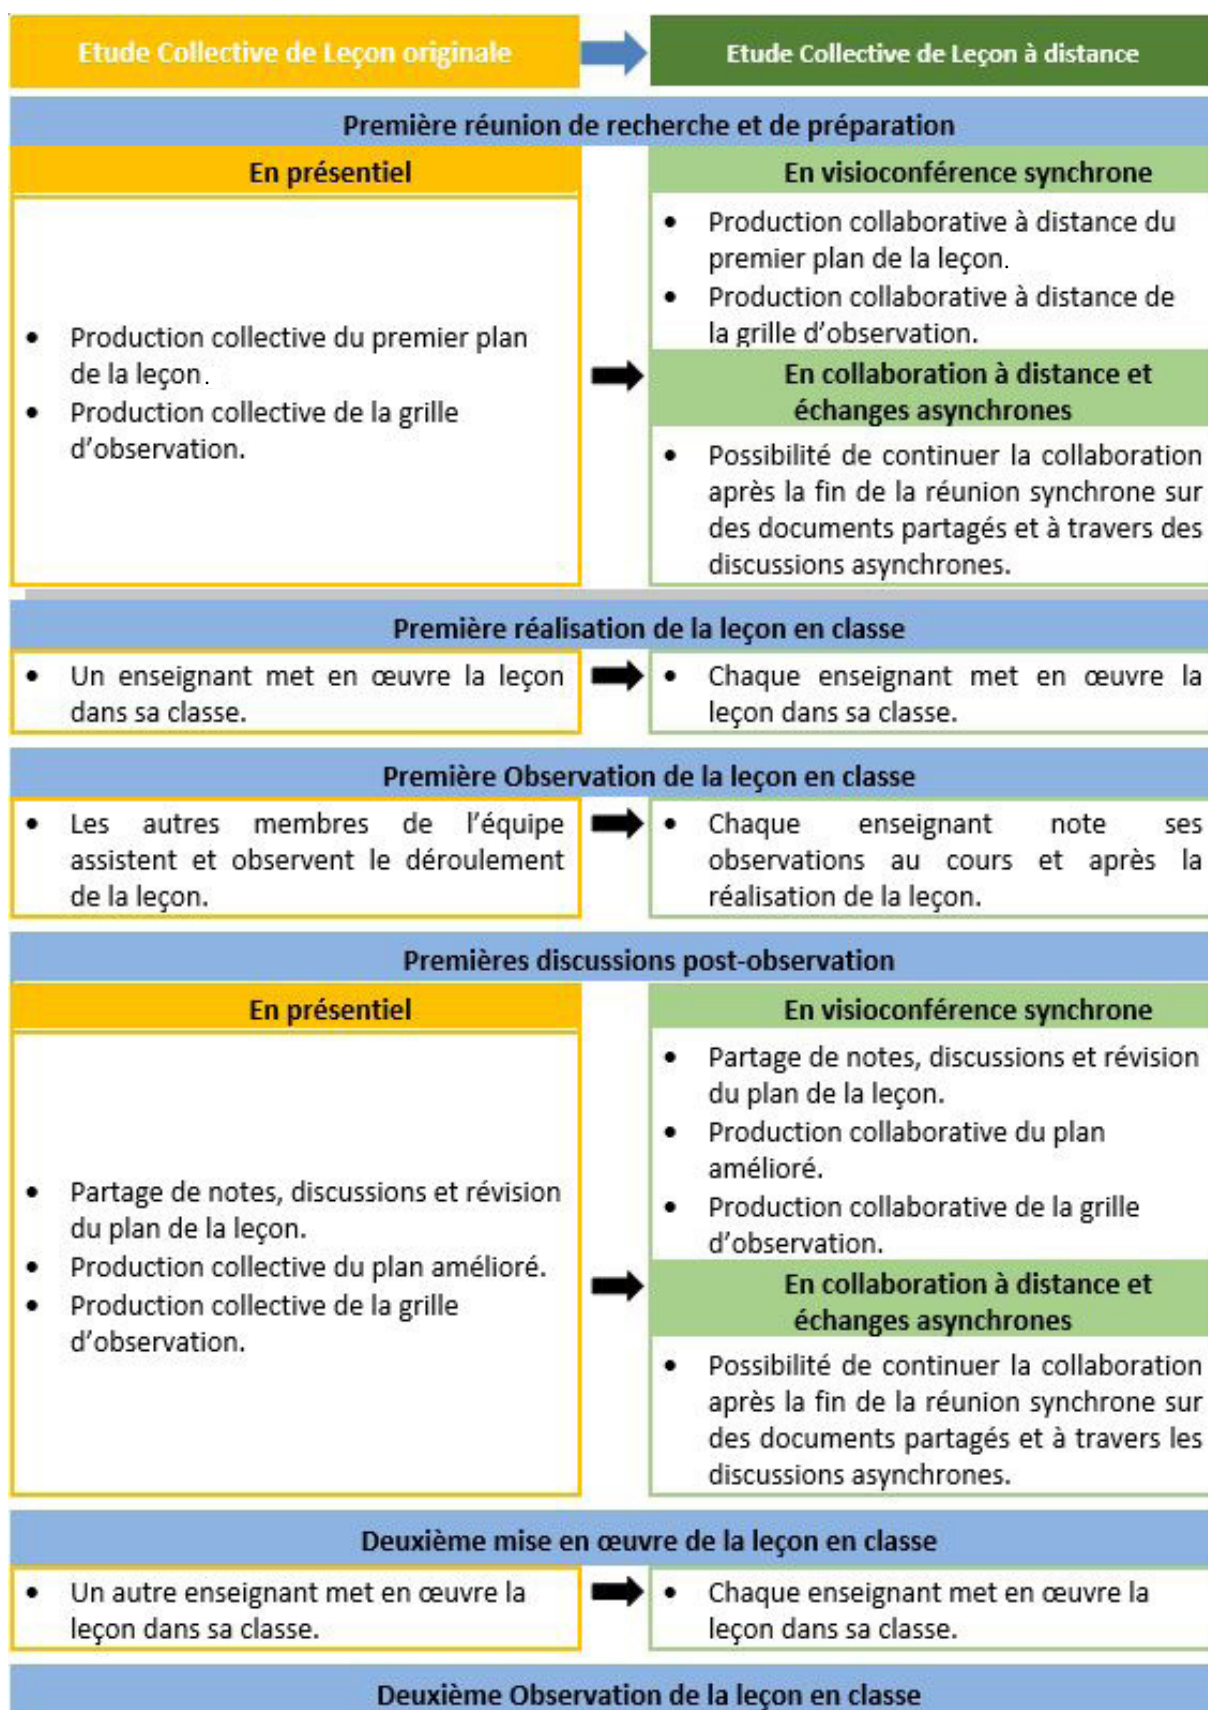 Etude Collective de Leçon originale
Etude Collective de Leçon à distance
Première réunion de recherche et de préparation
En présentiel
• Production collective du premier plan
de la leçon.
• Production collective de la grille
d'observation.
En visioconférence synchrone
• Production collaborative à distance du
premier plan de la leçon.
• Production collaborative à distance de
la grille d'observation.
En collaboration à distance et
échanges asynchrones
• Possibilité de continuer la collaboration
après la fin de la réunion synchrone sur
des documents partagés et à travers des
discussions asynchrones.
Première réalisation de la leçon en classe
• Un enseignant met en œuvre la leçon
dans sa classe.
• Chaque enseignant met en œuvre la
leçon dans sa classe.
Première Observation de la leçon en classe
• Les autres membres de l'équipe
assistent et observent le déroulement
de la leçon.
• Chaque enseignant note ses
observations au cours et après la
réalisation de la leçon.
Premières discussions post-observation
En présentiel
• Partage de notes, discussions et révision
du plan de la leçon.
• Production collective du plan amélioré.
• Production collective de la grille
d'observation.
En visioconférence synchrone
• Partage de notes, discussions et révision
du plan de la leçon.
• Production collaborative du plan
amélioré.
• Production collaborative de la grille
d'observation.
En collaboration à distance et
échanges asynchrones
• Possibilité de continuer la collaboration
après la fin de la réunion synchrone sur
des documents partagés et à travers les
discussions asynchrones.
Deuxième mise en œuvre de la leçon en classe
• Un autre enseignant met en œuvre la
leçon dans sa classe.
• Chaque enseignant met en œuvre la
leçon dans sa classe.
Deuxième Observation de la leçon en classe